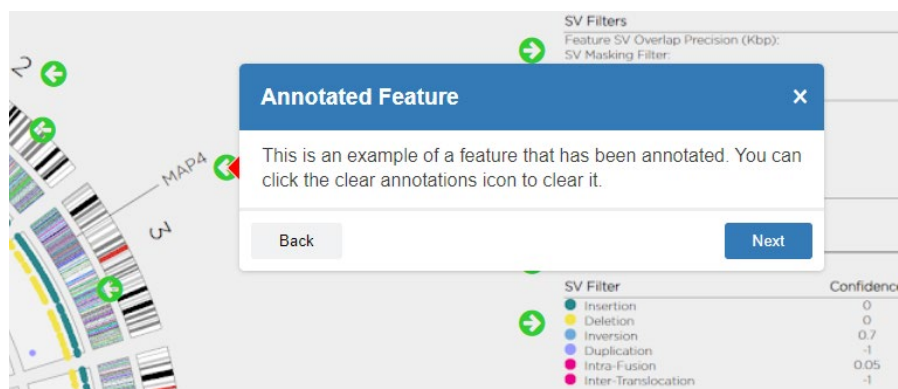 2
MAP4
3
SV Filters
Feature SV Overlap Precision (Kbp):
SV Masking Filter:
Annotated Feature ×
This is an example of a feature that has been annotated. You can
click the clear annotations icon to clear it.
Back Next
SV Filter Confidence
Insertion 0
Deletion 0
Inversion 0.7
Duplication -1
Intra-Fusion 0.05
Inter-Translocation -1